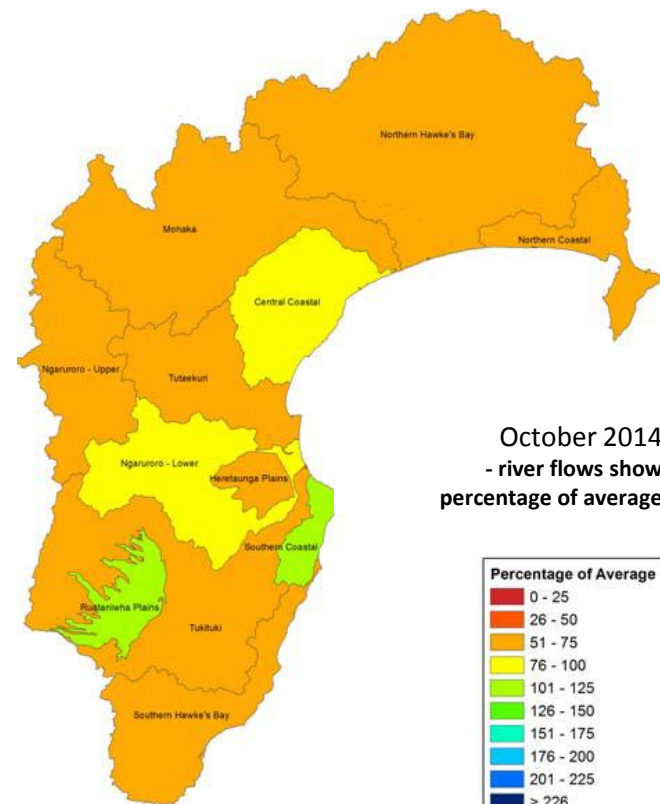 Northern Hawke's Bay
Mohaka
Northern Coastal
Central Coastal
Ngaruroro - Upper
Tutaekuri
Ngaruroro - Lower
Heretaunga Plains
Southern Coastal
Ruataniwha Plains
Tukituki
Southern Hawke's Bay
October 2014
- river flows show
percentage of average
Percentage of Average
0 - 25
26 - 50
51 - 75
76 - 100
101 - 125
126 - 150
151 - 175
176 - 200
201 - 225
> 226